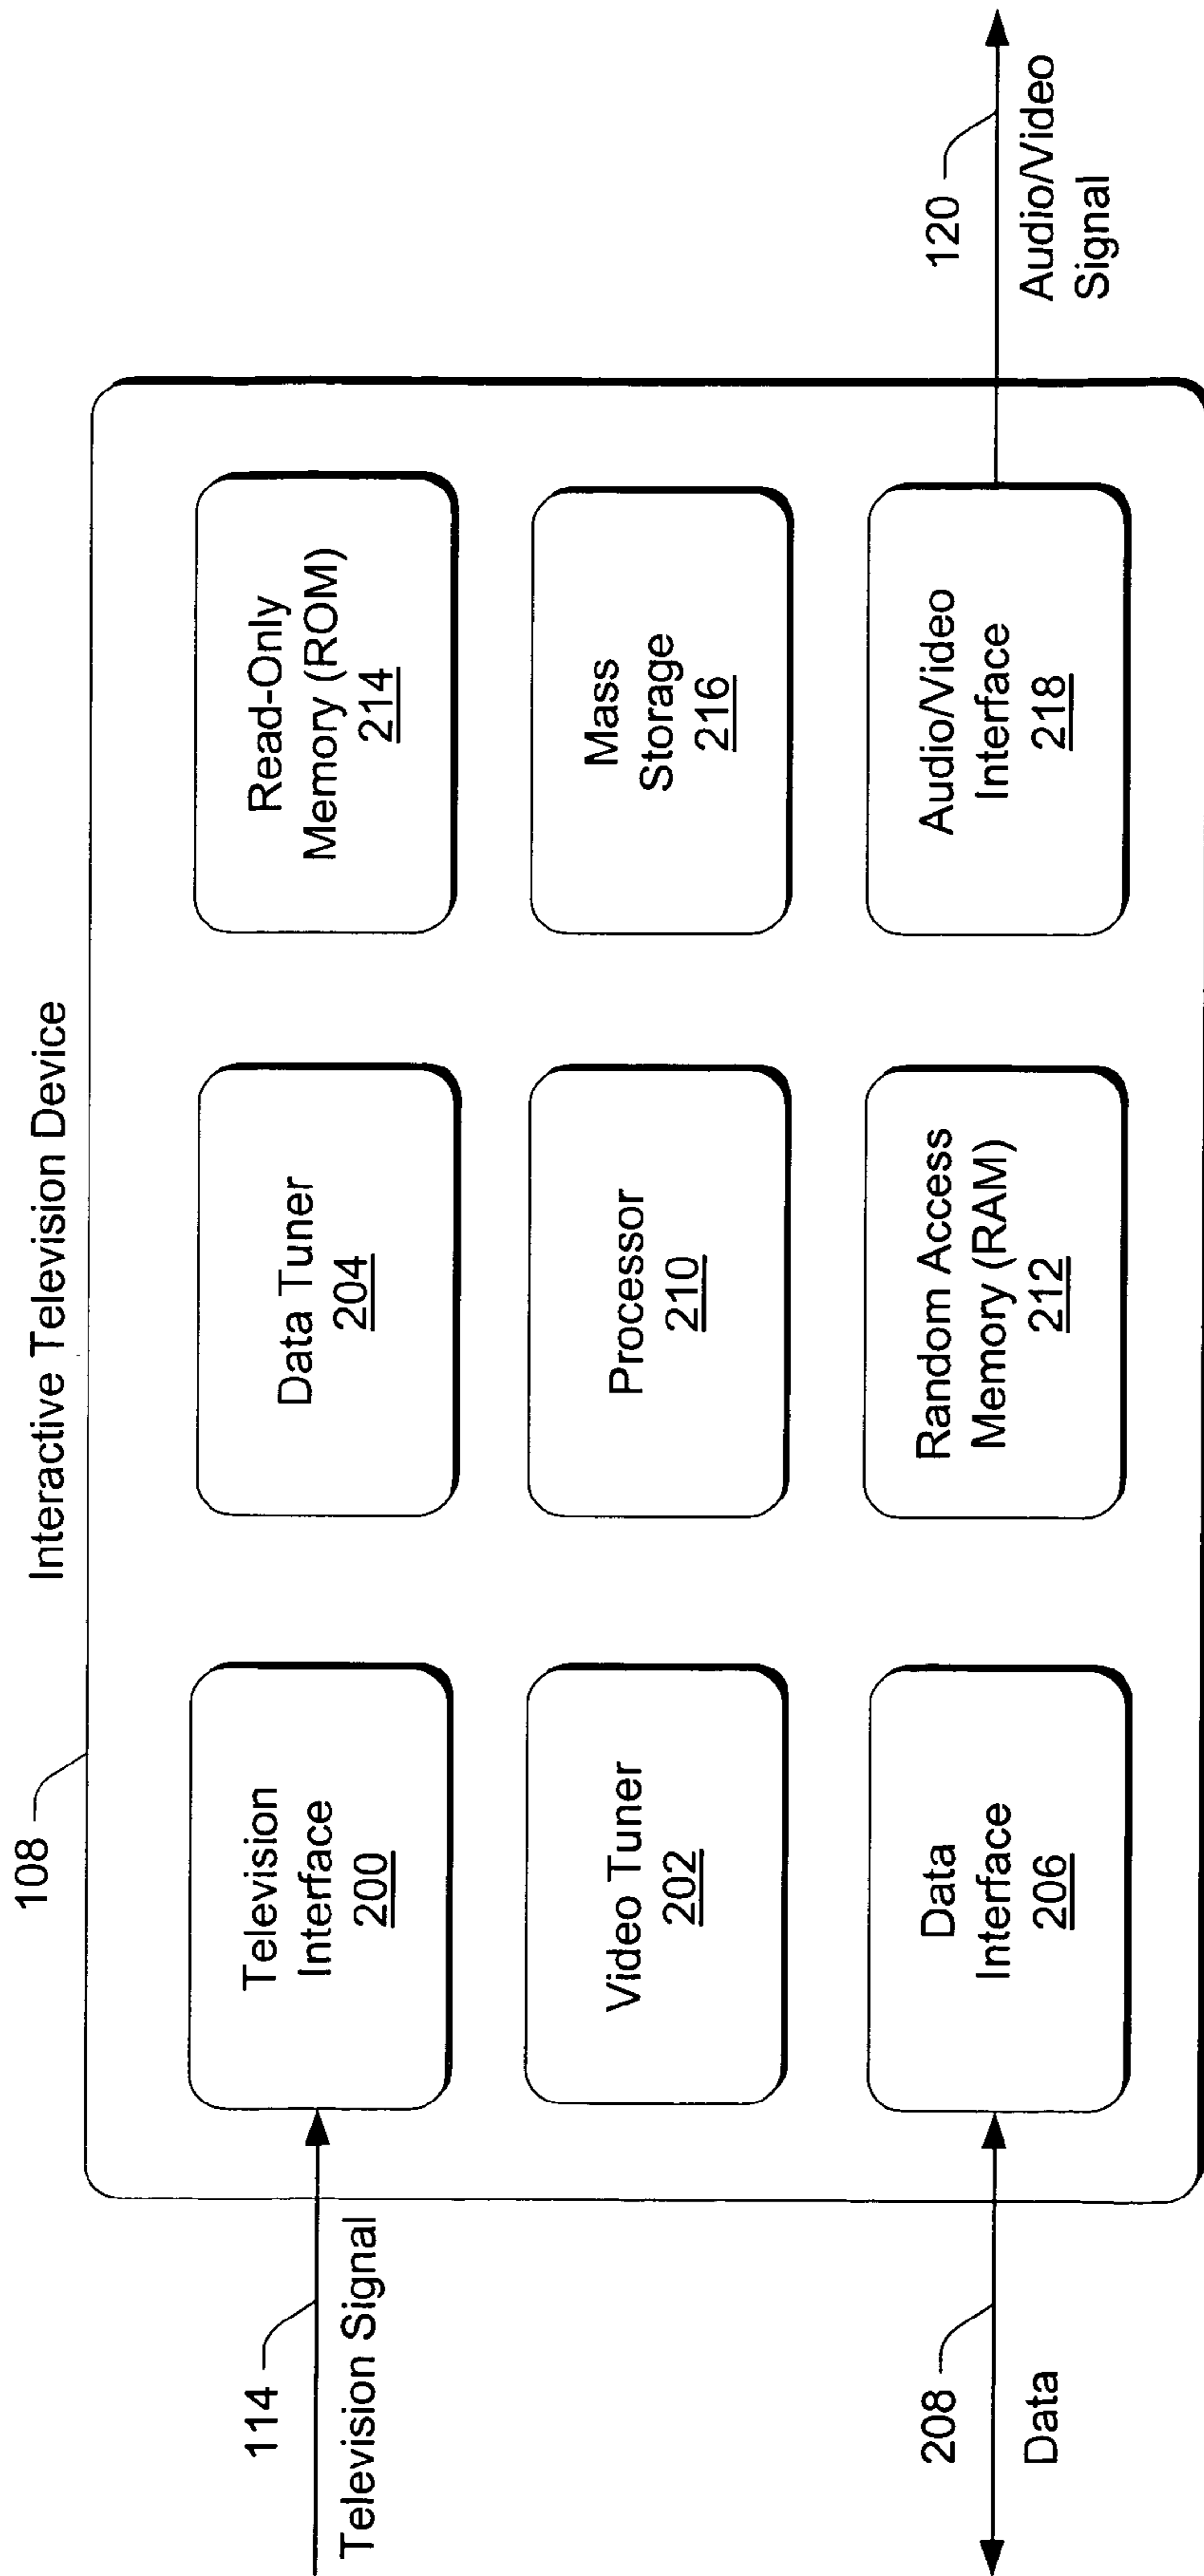 Interactive Television Device
108
114
Television Signal
Television
Interface
200
Data Tuner
204
Read-Only
Memory (ROM)
214
Video Tuner
202
Processor
210
Mass
Storage
216
208
Data
Data
Interface
206
Random Access
Memory (RAM)
212
Audio/Video
Interface
218
120
Audio/Video
Signal